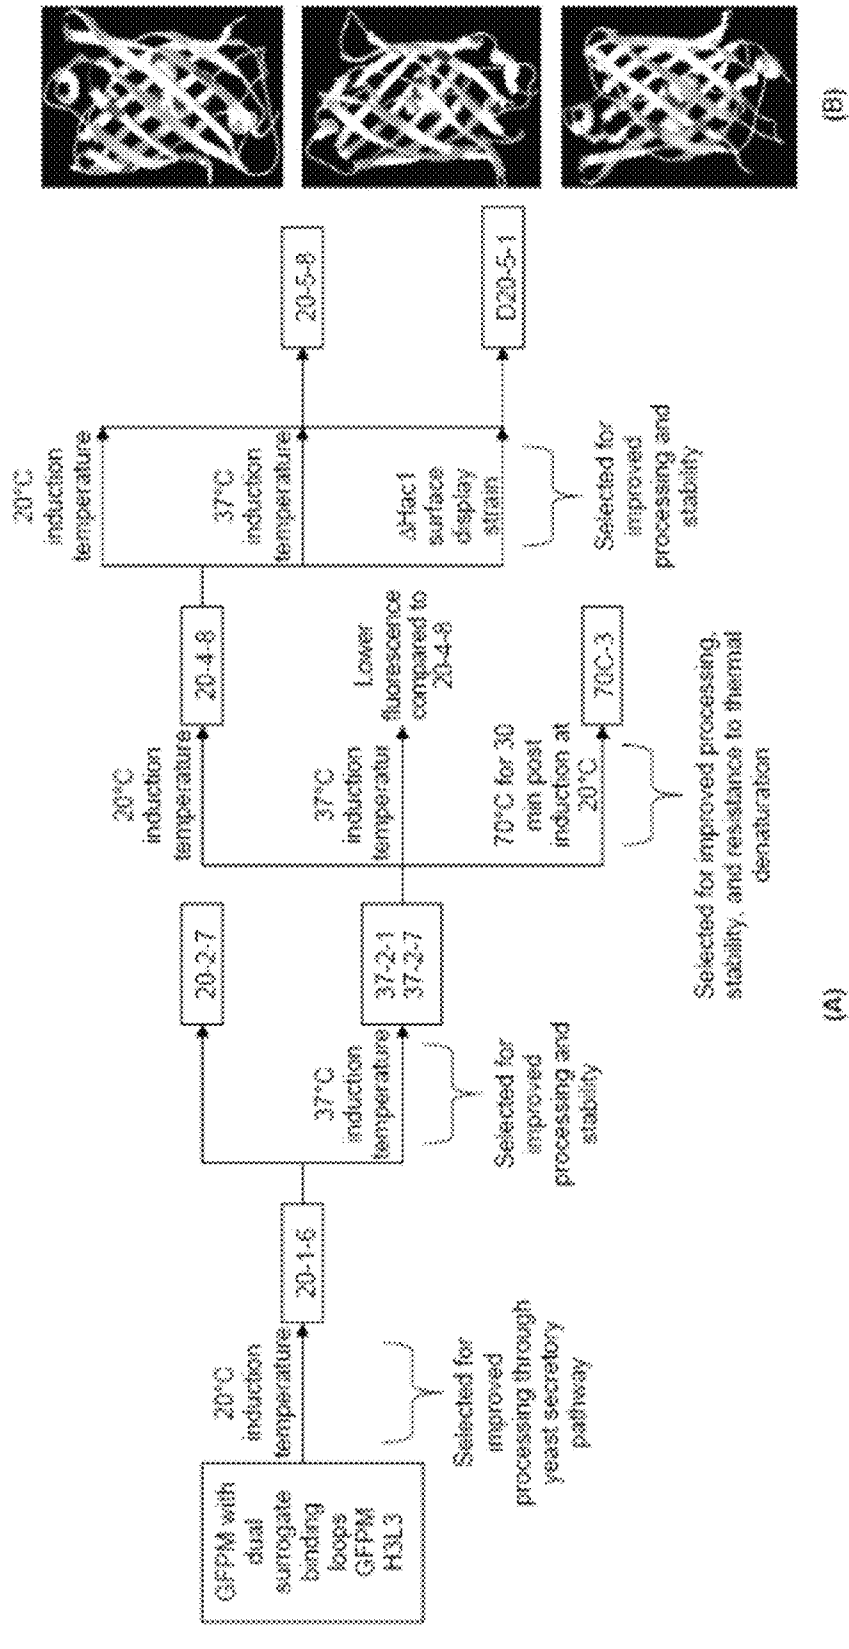 GFPM with
dual
surrogate
binding
loops
GFPM
H3L3
20°C
induction
temperature
Selected for
improved
processing through
yeast secretory
pathway
20-1-6
37°C
induction
temperature
Selected for
improved
processing and
stability
20-2-7
37-2-1
37-2-7
20°C
induction
temperature
37°C
induction
temperatur
70°C for 30
min post
induction at
20°C
Selected for improved processing,
stability, and resistance to thermal
denaturation
20-4-8
Lower
fluorescence
compared to
20-4-8
70C-3
20°C
induction
temperature
37°C
induction
temperature
ΔHac1
surface
display
strain
Selected for
improved
processing and
stability
20-5-8
D20-5-1
(A)
(B)